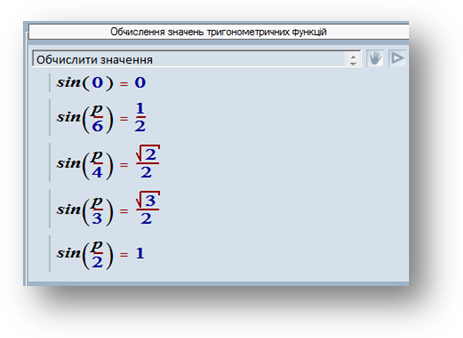 Обчислення значень тригонометричних функцій
Обчислити значення
sin(0) = 0
sin(p/6) = 1/2
sin(p/4) = √2/2
sin(p/3) = √3/2
sin(p/2) = 1